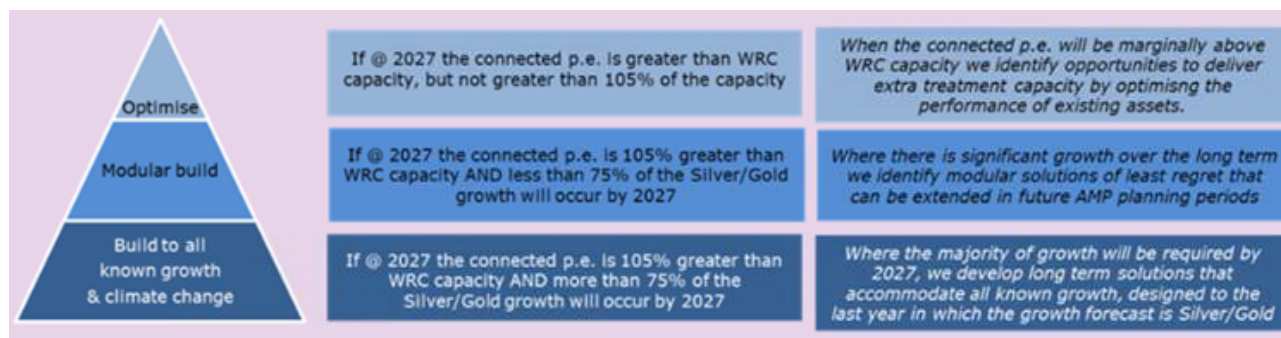 Optimise
If @ 2027 the connected p.e. is greater than WRC
capacity, but not greater than 105% of the capacity
When the connected p.e. will be marginally above
WRC capacity we identify opportunities to deliver
extra treatment capacity by optimisng the
performance of existing assets.
Modular build
If @ 2027 the connected p.e. is 105% greater than
WRC capacity AND less than 75% of the Silver/Gold
growth will occur by 2027
Where there is significant growth over the long term
we identify modular solutions of least regret that
can be extended in future AMP planning periods
Build to all
known growth
& climate change
If @ 2027 the connected p.e. is 105% greater than
WRC capacity AND more than 75% of the
Silver/Gold growth will occur by 2027
Where the majority of growth will be required by
2027, we develop long term solutions that
accommodate all known growth, designed to the
last year in which the growth forecast is Silver/Gold